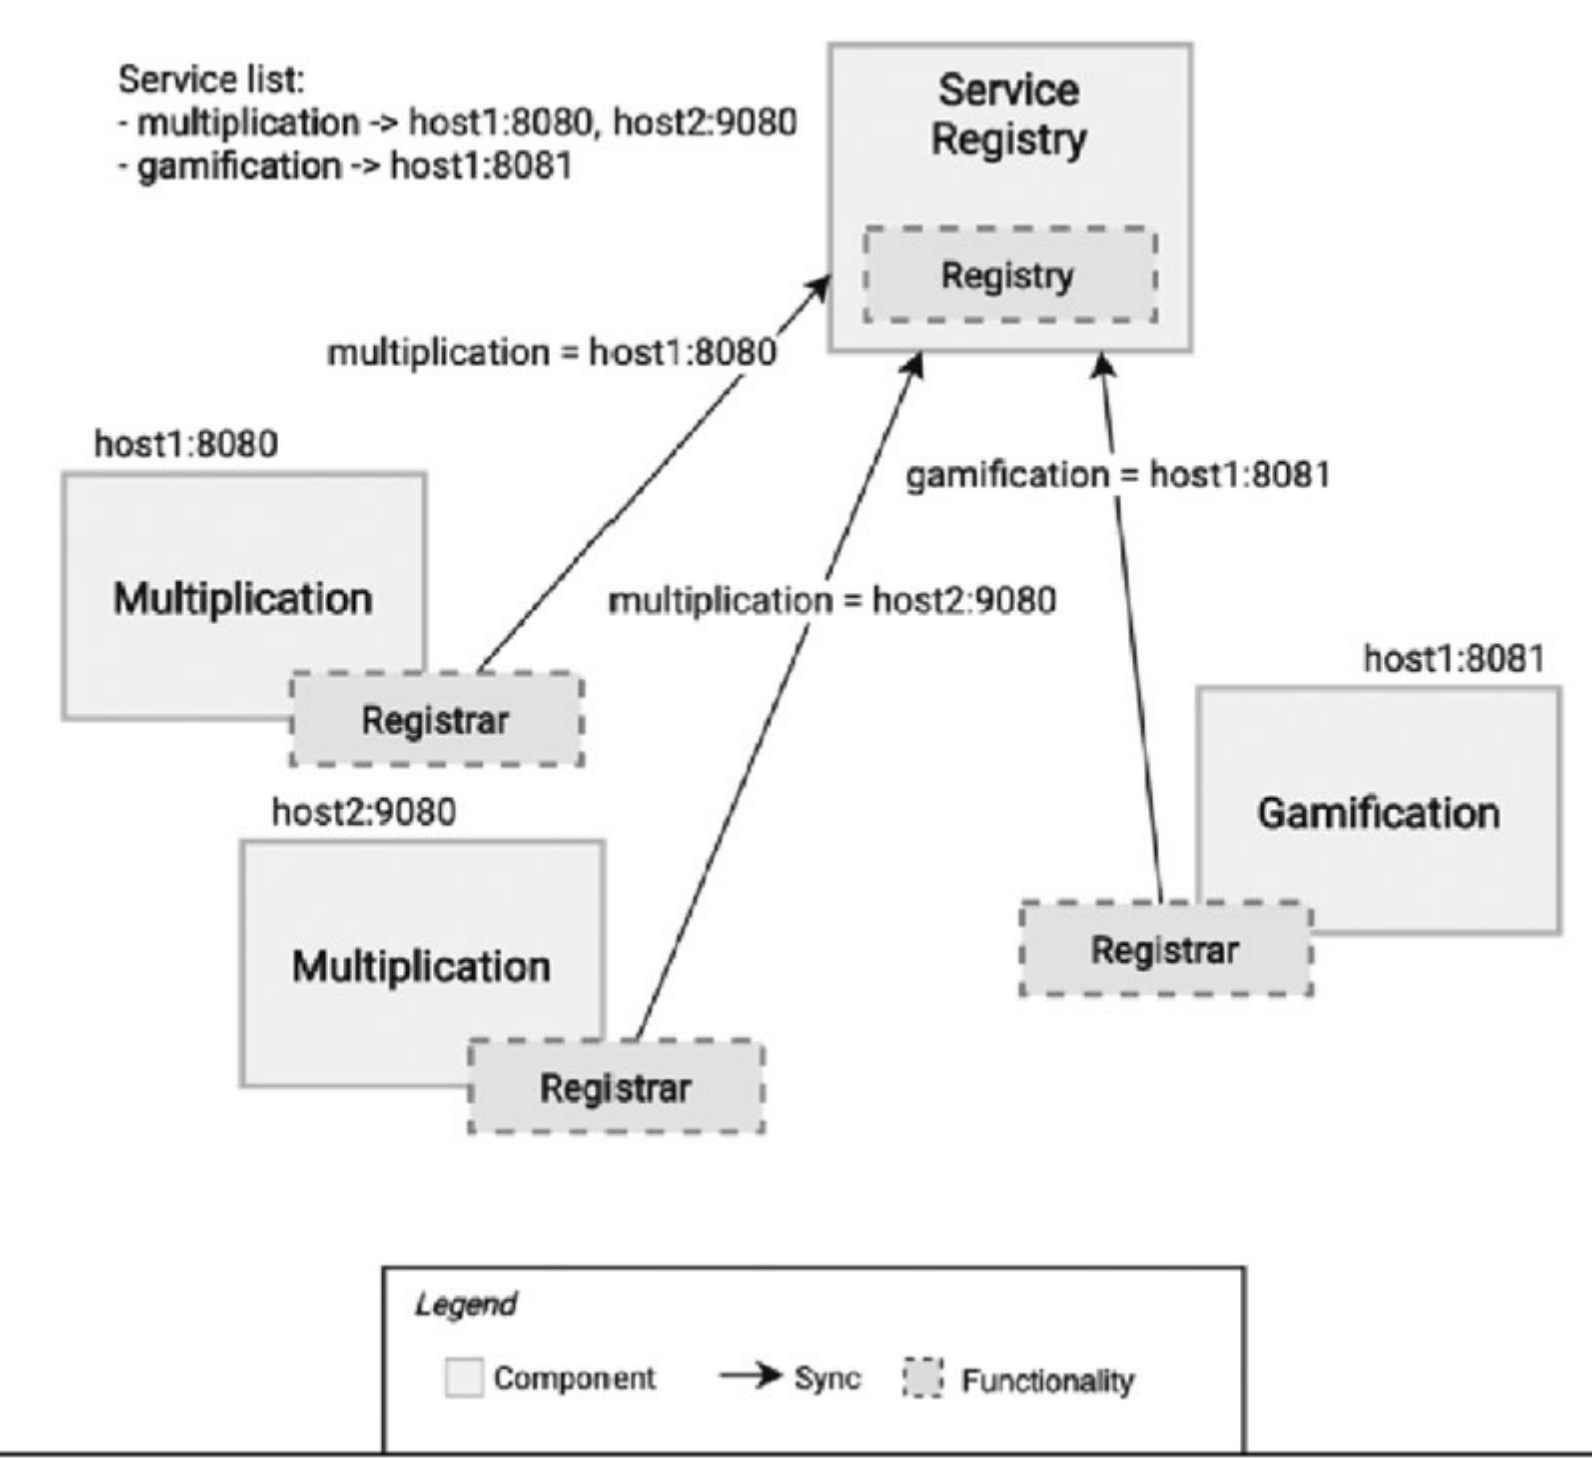 Service list:
- multiplication -> host1:8080, host2:9080
- gamification -> host1:8081
Service
Registry
Registry
multiplication = host1:8080
host1:8080
gamification = host1:8081
Multiplication
multiplication = host2:9080
host1:8081
Registrar
host2:9080
Gamification
Multiplication
Registrar
Registrar
Legend
Component
Sync
Functionality